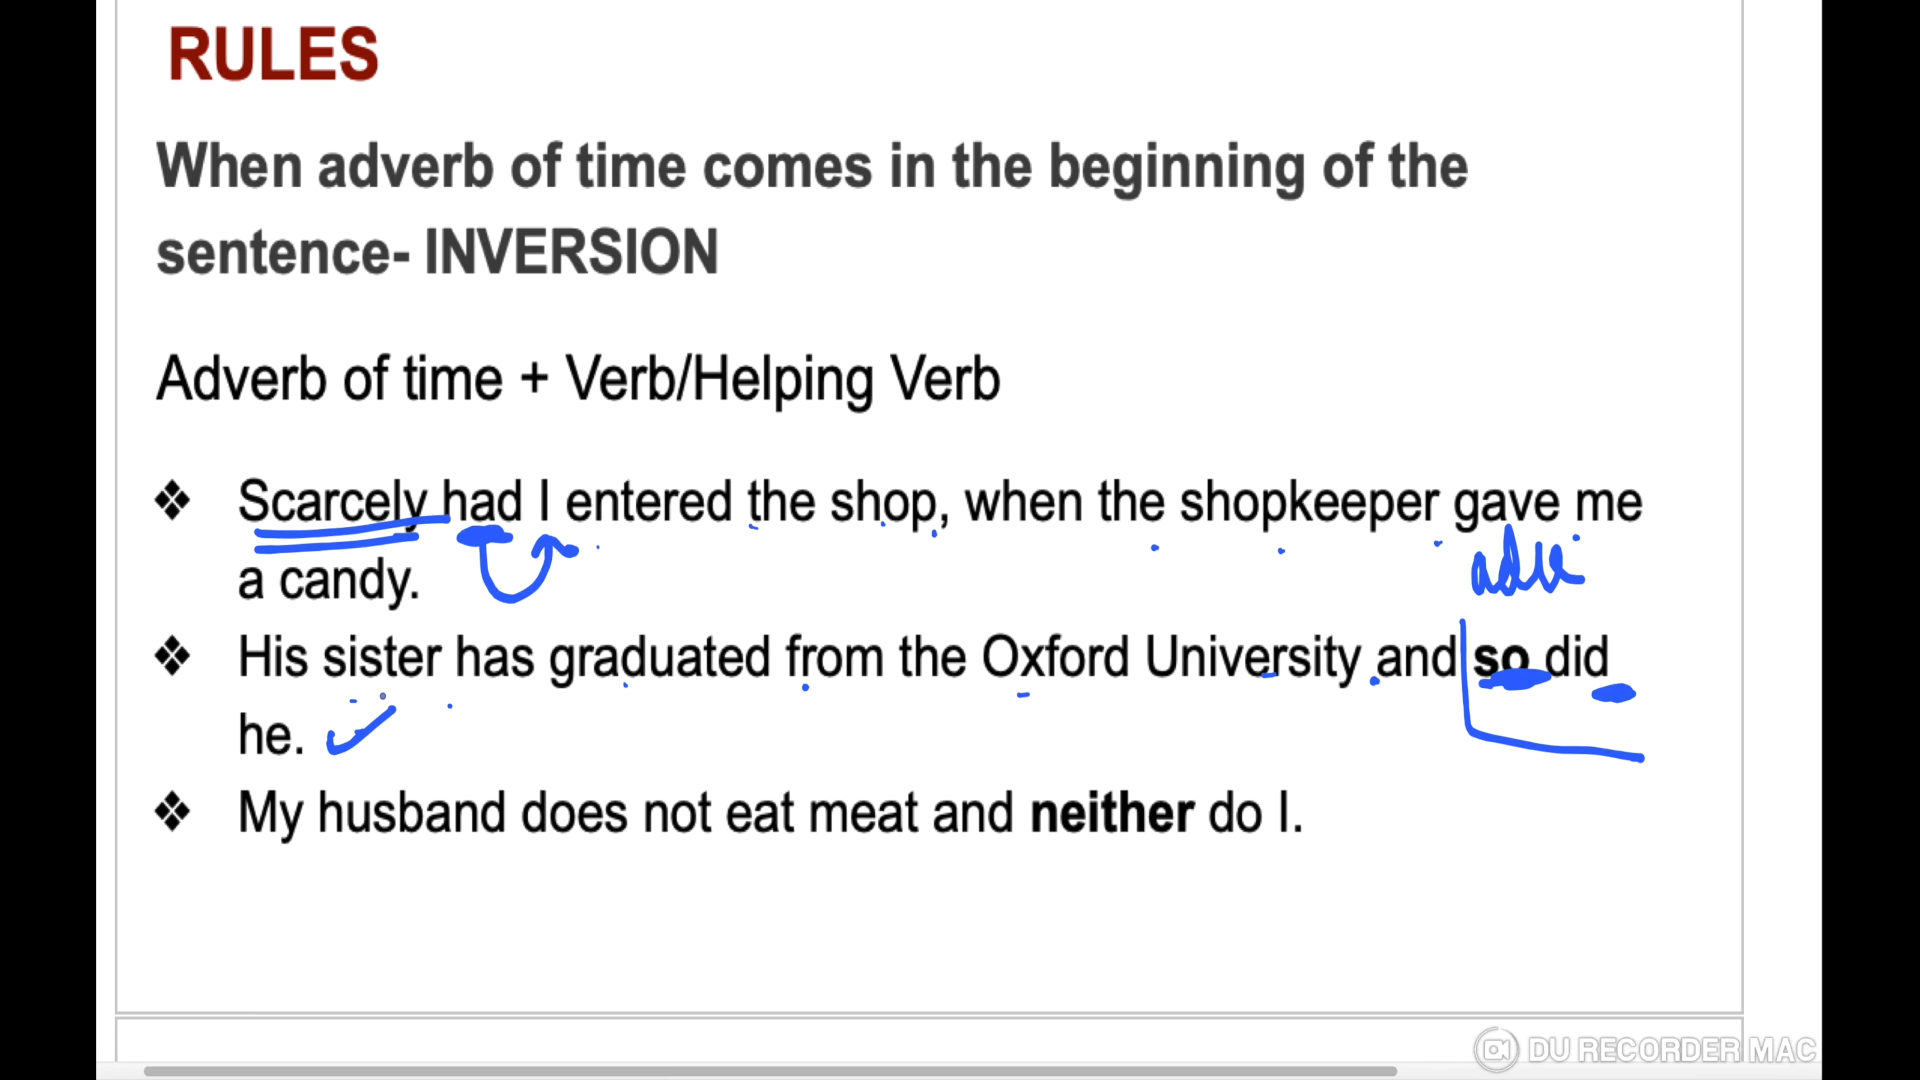 RULES
When adverb of time comes in the beginning of the
sentence- INVERSION
Adverb of time + Verb/Helping Verb
❖ Scarcely had I entered the shop, when the shopkeeper gave me
a candy.
❖ His sister has graduated from the Oxford University and so did
he.
❖ My husband does not eat meat and neither do I.
DU RECORDER MAC